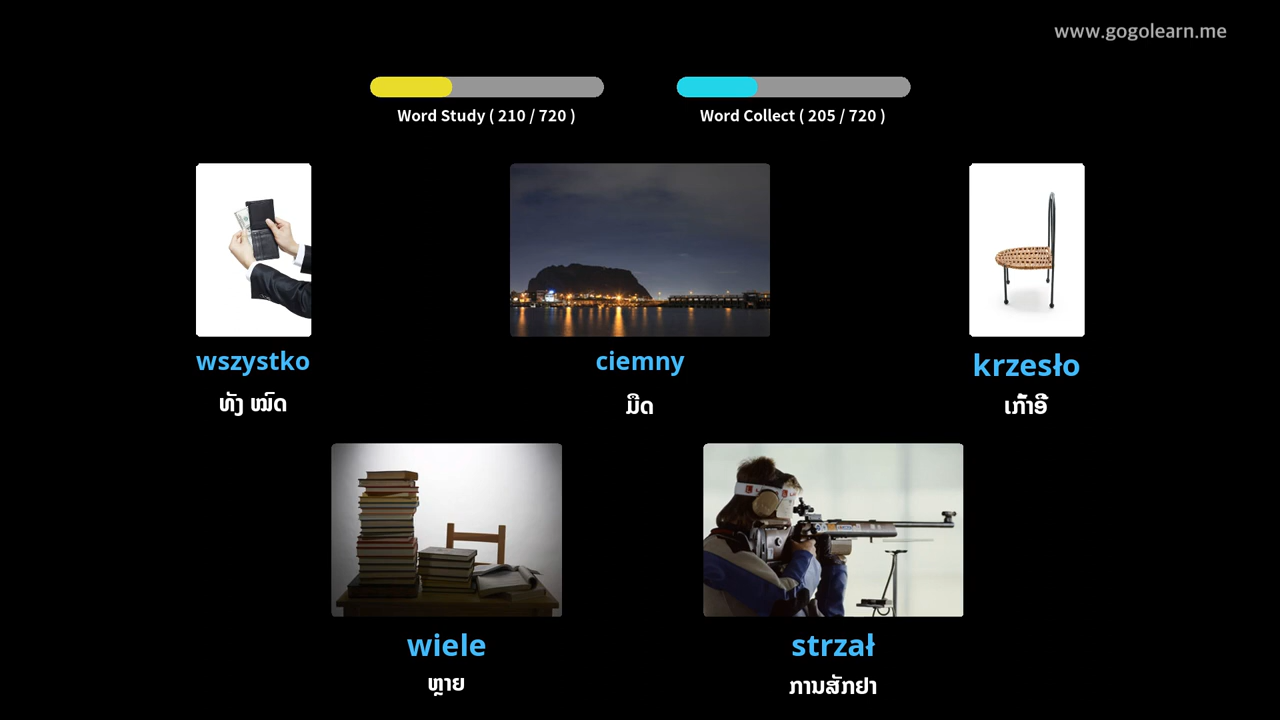 www.gogolearn.me
Word Study ( 210 / 720 )
Word Collect ( 205 / 720 )
wszystko
ທັງ ໝົດ
ciemny
ມືດ
krzesło
ເກົ້າອີ້
wiele
ຫຼາຍ
strzał
ການສັກຢາ